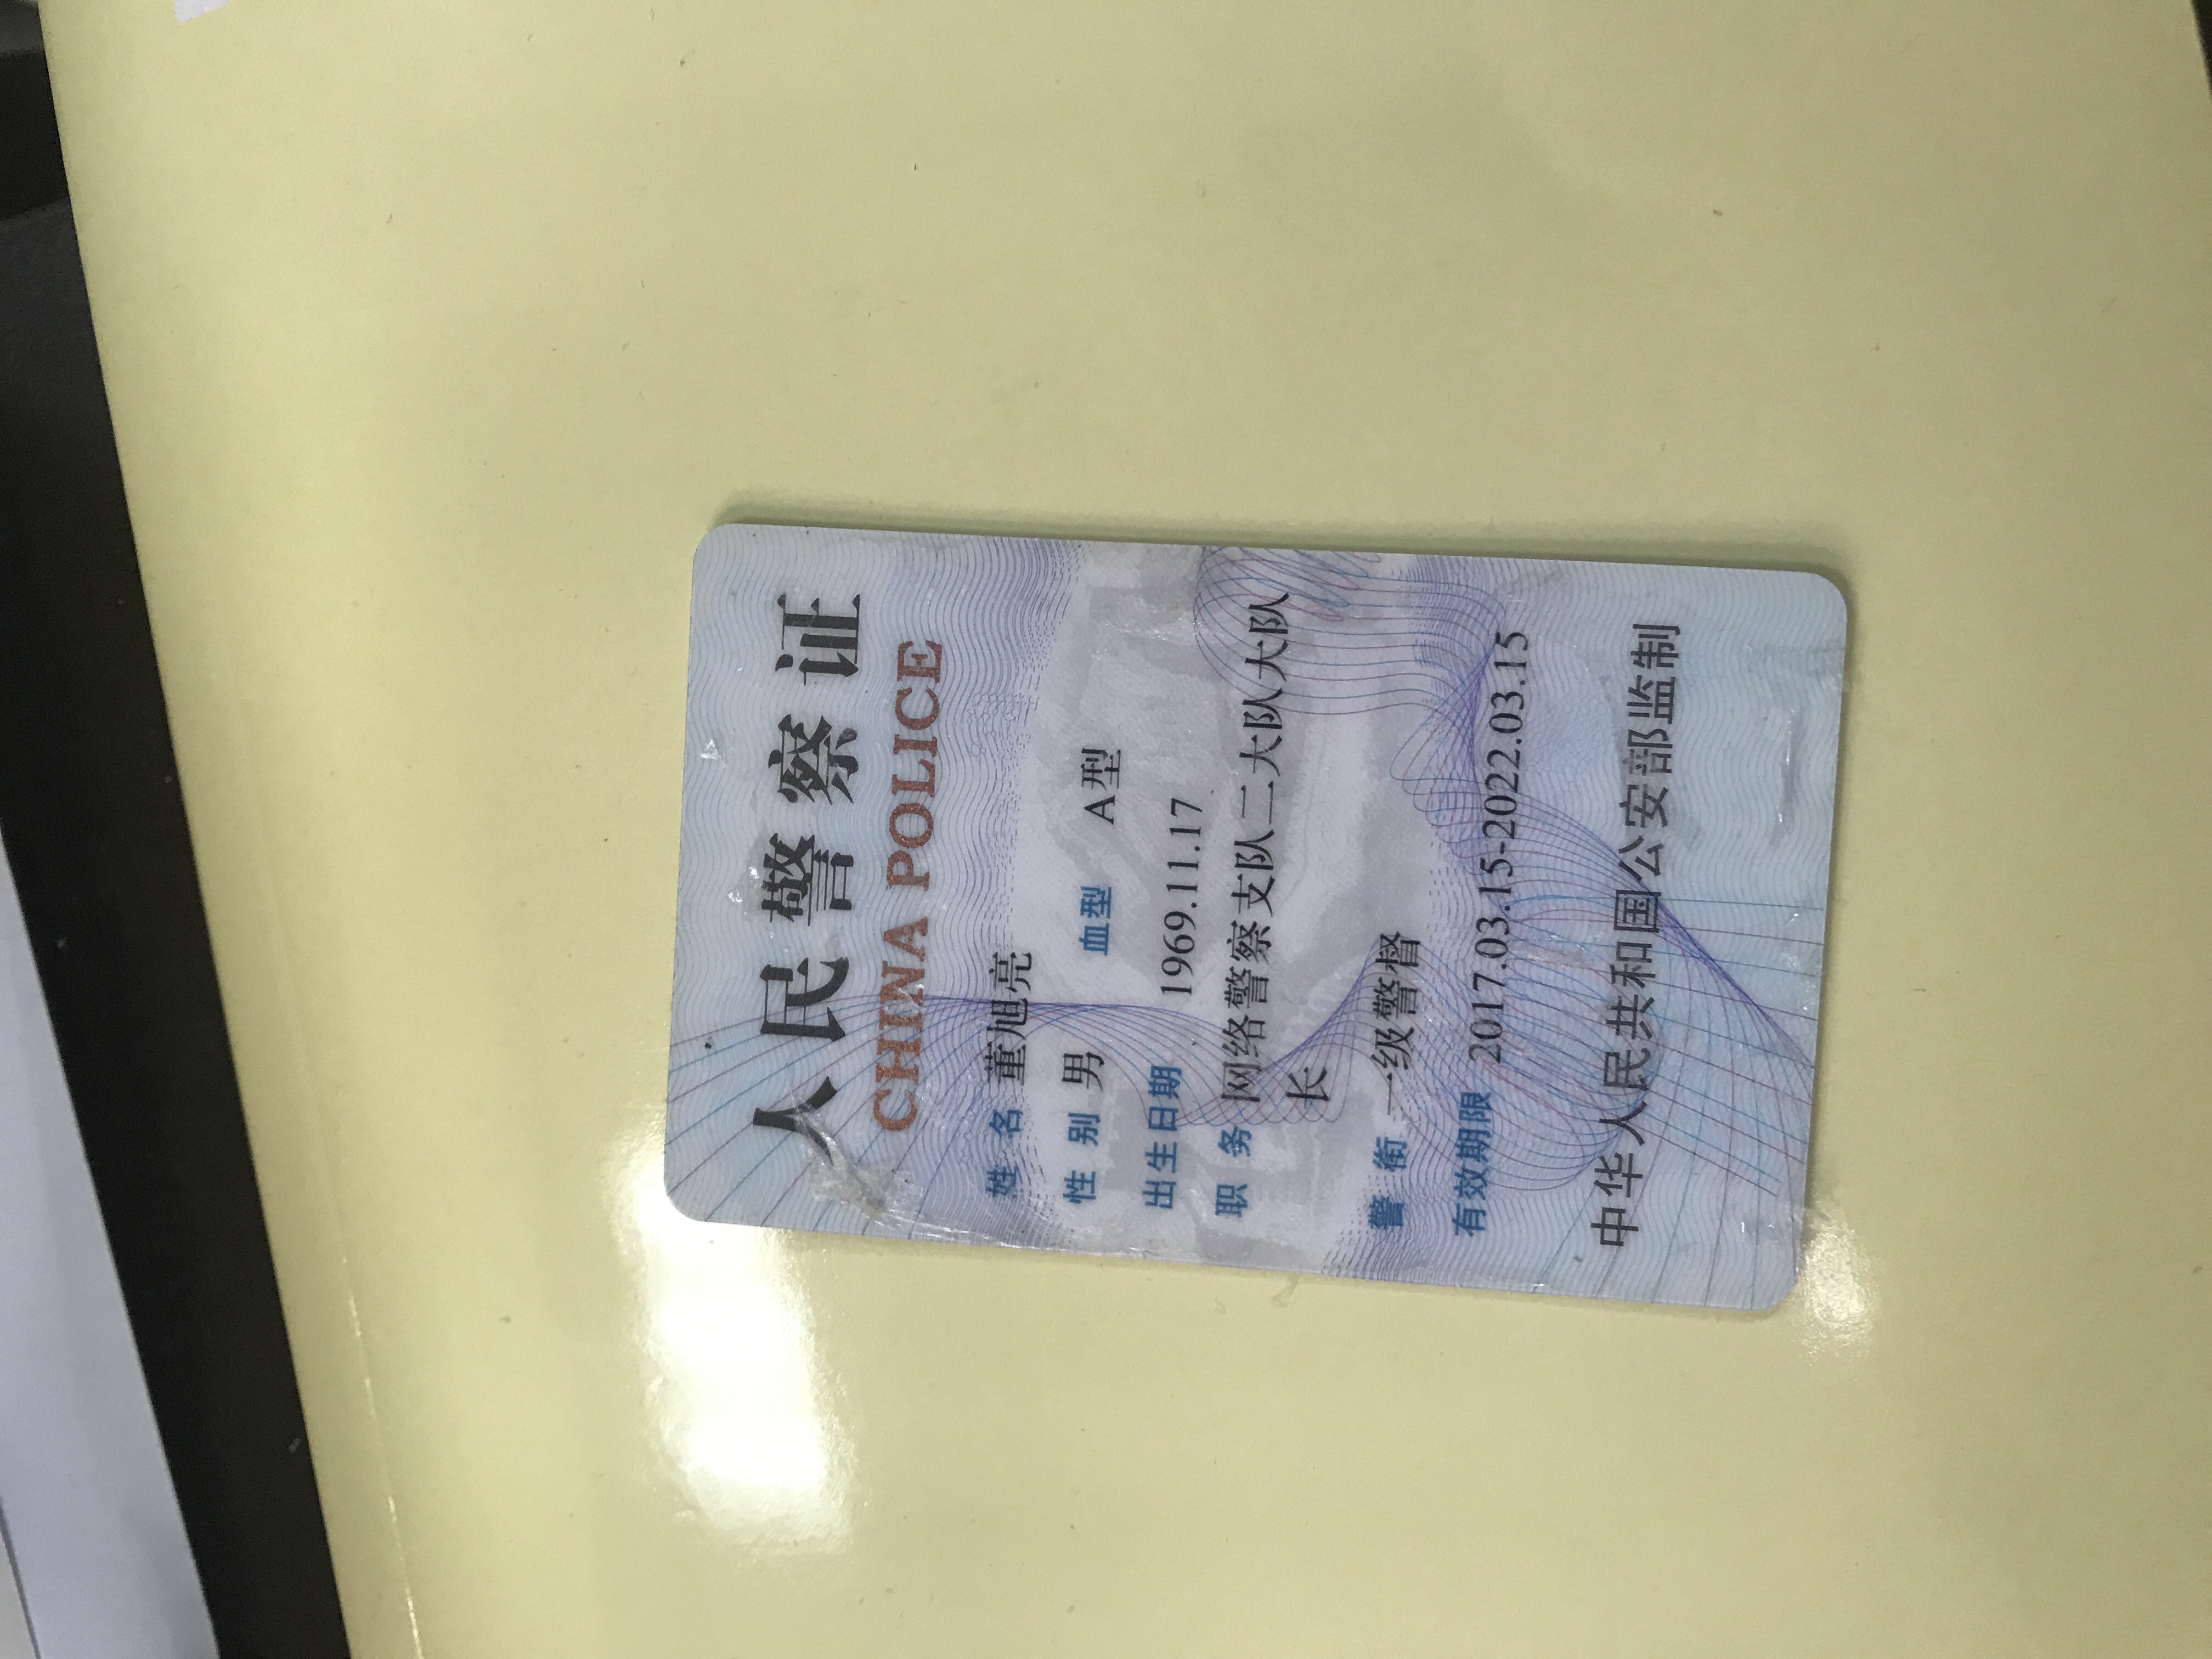 人民警察证
CHINA POLICE
姓名 董旭亮
性别 男 血型 A型
出生日期 1969.11.17
职务 网络警察支队二大队大队
长
警衔 一级警督
有效期限 2017.03.15-2022.03.15
中华人民共和国公安部监制